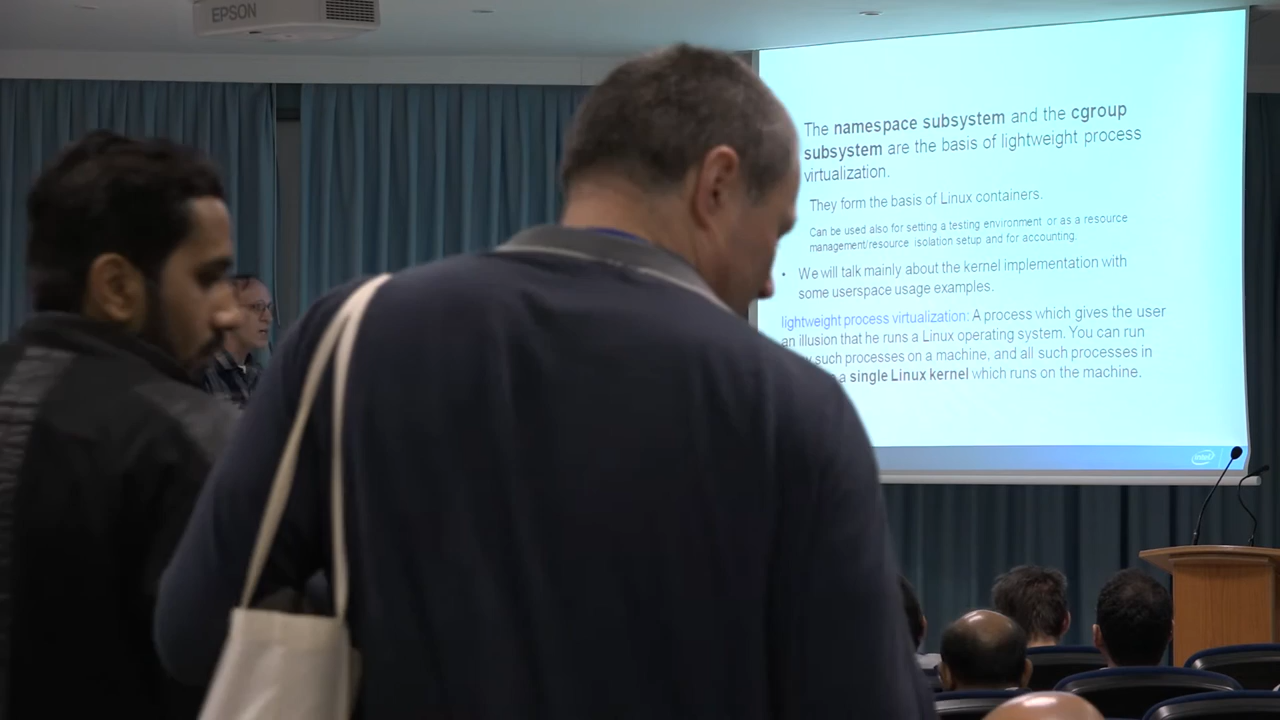 EPSON
The namespace subsystem and the cgroup
subsystem are the basis of lightweight process
virtualization.
They form the basis of Linux containers.
Can be used also for setting a testing environment or as a resource
management/resource isolation setup and for accounting.
• We will talk mainly about the kernel implementation with
some userspace usage examples.
lightweight process virtualization: A process which gives the user
an illusion that he runs a Linux operating system. You can run
such processes on a machine, and all such processes in
a single Linux kernel which runs on the machine.
intel